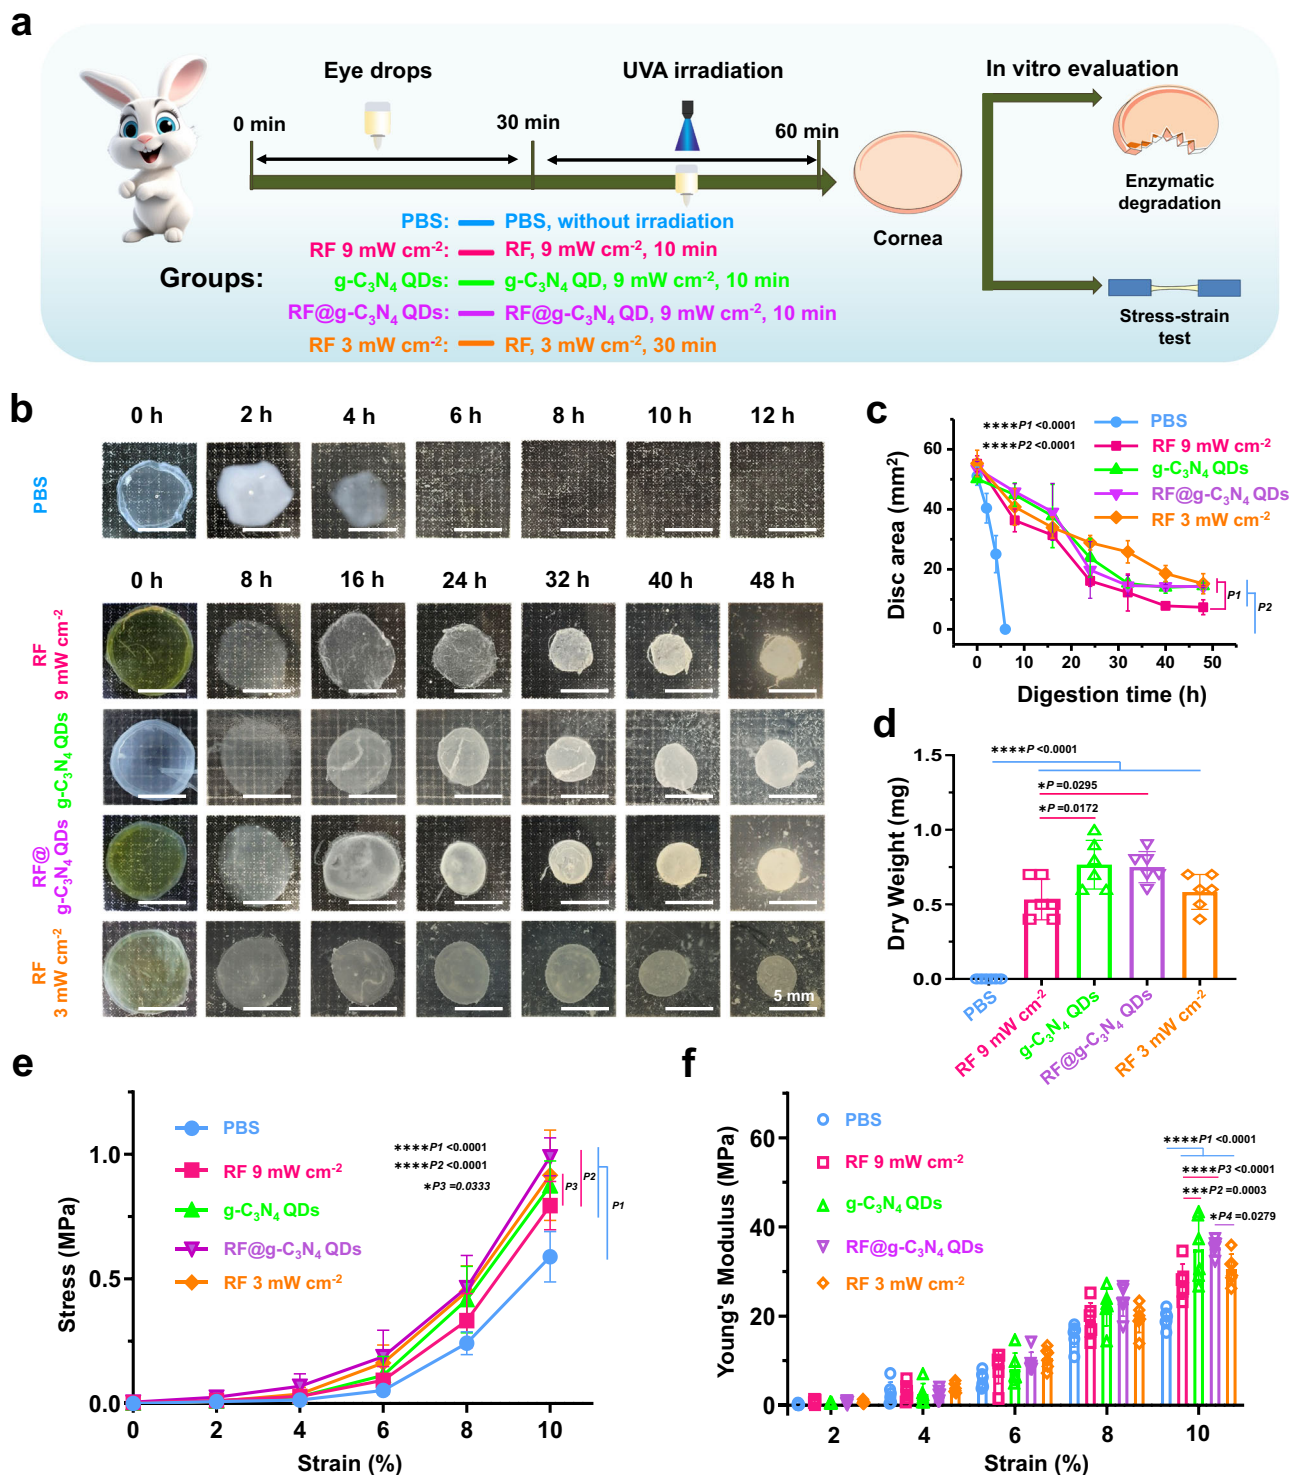 a
Eye drops
UVA irradiation
In vitro evaluation
0 min
30 min
60 min
Cornea
Enzymatic
degradation
Stress-strain
test
Groups:
PBS: PBS, without irradiation
RF 9 mW cm⁻²: RF, 9 mW cm⁻², 10 min
g-C₃N₄ QDs: g-C₃N₄ QD, 9 mW cm⁻², 10 min
RF@g-C₃N₄ QDs: RF@g-C₃N₄ QD, 9 mW cm⁻², 10 min
RF 3 mW cm⁻²: RF, 3 mW cm⁻², 30 min
b
0 h 2 h 4 h 6 h 8 h 10 h 12 h
PBS
0 h 8 h 16 h 24 h 32 h 40 h 48 h
RF
9 mW cm⁻²
g-C₃N₄ QDs
RF@
g-C₃N₄ QDs
RF
3 mW cm⁻²
5 mm
c
****P1 <0.0001
****P2 <0.0001
PBS
RF 9 mW cm⁻²
g-C₃N₄ QDs
RF@g-C₃N₄ QDs
RF 3 mW cm⁻²
Disc area (mm²)
60
40
20
0
P1
P2
0 10 20 30 40 50
Digestion time (h)
d
Dry Weight (mg)
1.5
1.0
0.5
0.0
****P <0.0001
*P =0.0295
*P =0.0172
PBS
RF 9 mW cm⁻²
g-C₃N₄ QDs
RF@g-C₃N₄ QDs
RF 3 mW cm⁻²
e
PBS
RF 9 mW cm⁻²
g-C₃N₄ QDs
RF@g-C₃N₄ QDs
RF 3 mW cm⁻²
****P1 <0.0001
****P2 <0.0001
*P3 =0.0333
P3
P2
P1
Stress (MPa)
1.0
0.5
0.0
0 2 4 6 8 10
Strain (%)
f
PBS
RF 9 mW cm⁻²
g-C₃N₄ QDs
RF@g-C₃N₄ QDs
RF 3 mW cm⁻²
****P1 <0.0001
****P3 <0.0001
***P2 =0.0003
*P4 =0.0279
Young's Modulus (MPa)
60
40
20
0
2 4 6 8 10
Strain (%)